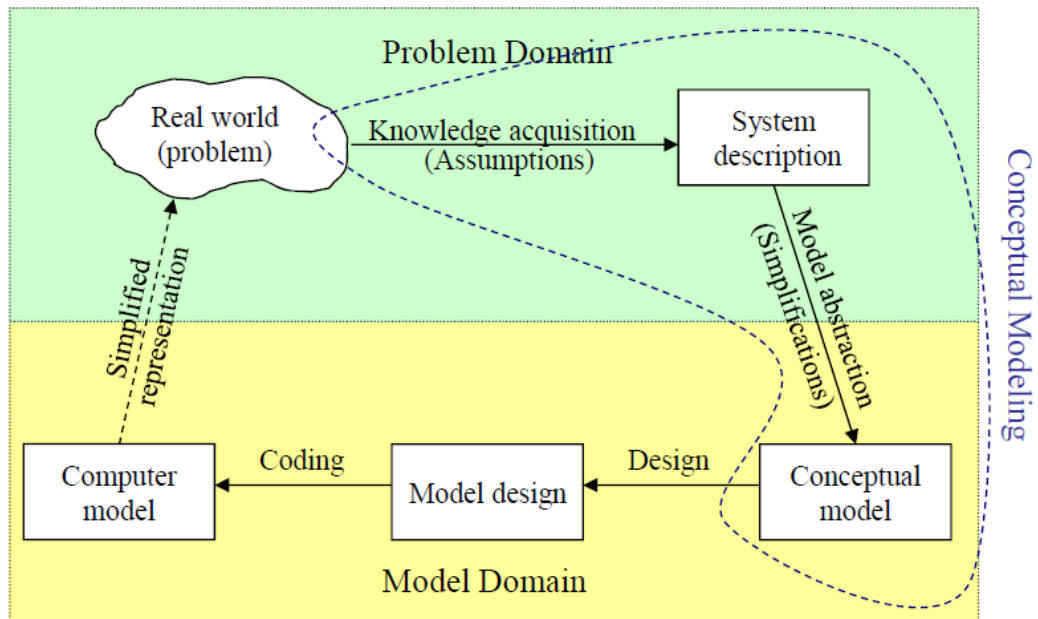 Problem Domain
Real world
(problem)
Knowledge acquisition
(Assumptions)
System
description
Model abstraction
(Simplifications)
Conceptual Modeling
Simplified
representation
Computer
model
Coding
Model design
Design
Conceptual
model
Model Domain